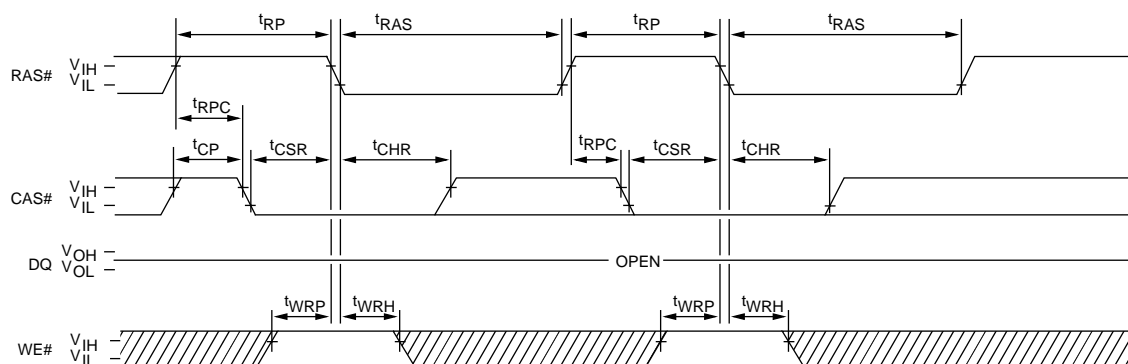 tRP tRAS tRP tRAS
RAS# VIH
VIL
tRPC
tCP tCSR tCHR tRPC tCSR tCHR
CAS# VIH
VIL
DQ VOH
VOL
OPEN
tWRP tWRH tWRP tWRH
WE# VIH
VIL